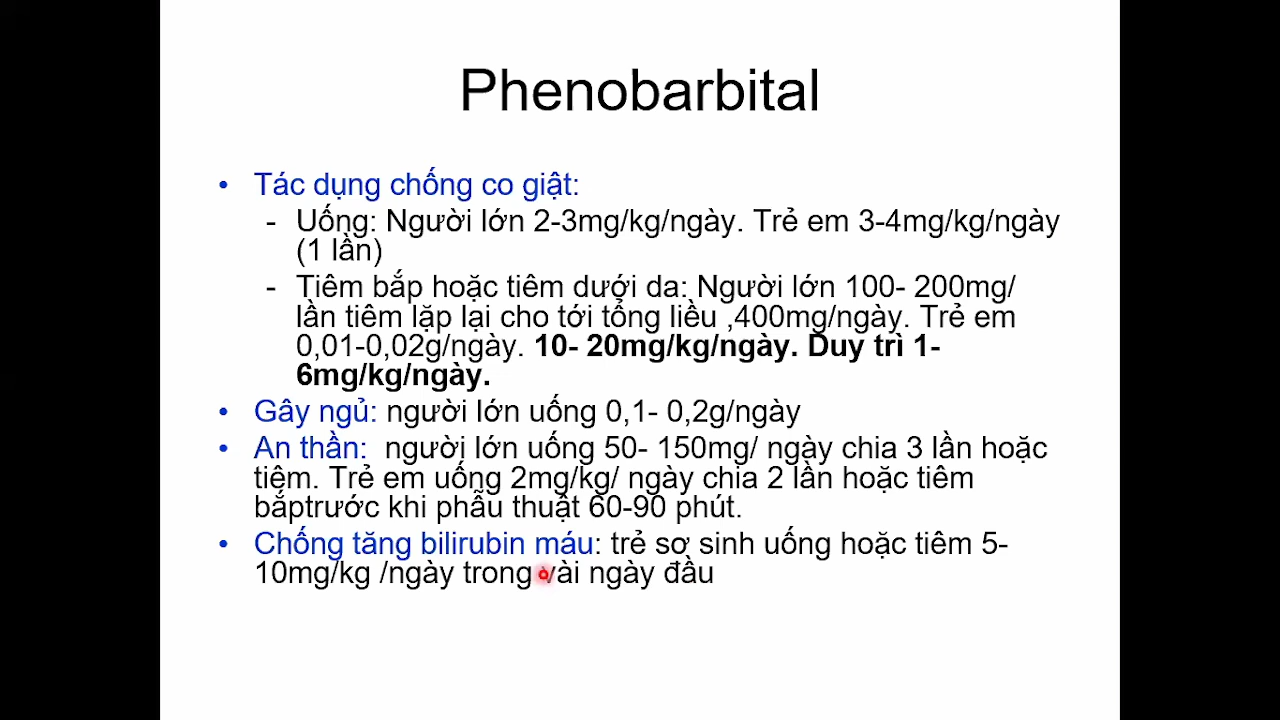 Phenobarbital
• Tác dụng chống co giật:
- Uống: Người lớn 2-3mg/kg/ngày. Trẻ em 3-4mg/kg/ngày
(1 lần)
- Tiêm bắp hoặc tiêm dưới da: Người lớn 100- 200mg/
lần tiêm lặp lại cho tới tổng liều ,400mg/ngày. Trẻ em
0,01-0,02g/ngày. 10- 20mg/kg/ngày. Duy trì 1-
6mg/kg/ngày.
• Gây ngủ: người lớn uống 0,1- 0,2g/ngày
• An thần:  người lớn uống 50- 150mg/ ngày chia 3 lần hoặc
tiêm. Trẻ em uống 2mg/kg/ ngày chia 2 lần hoặc tiêm
bắptrước khi phẫu thuật 60-90 phút.
• Chống tăng bilirubin máu: trẻ sơ sinh uống hoặc tiêm 5-
10mg/kg /ngày trong vài ngày đầu